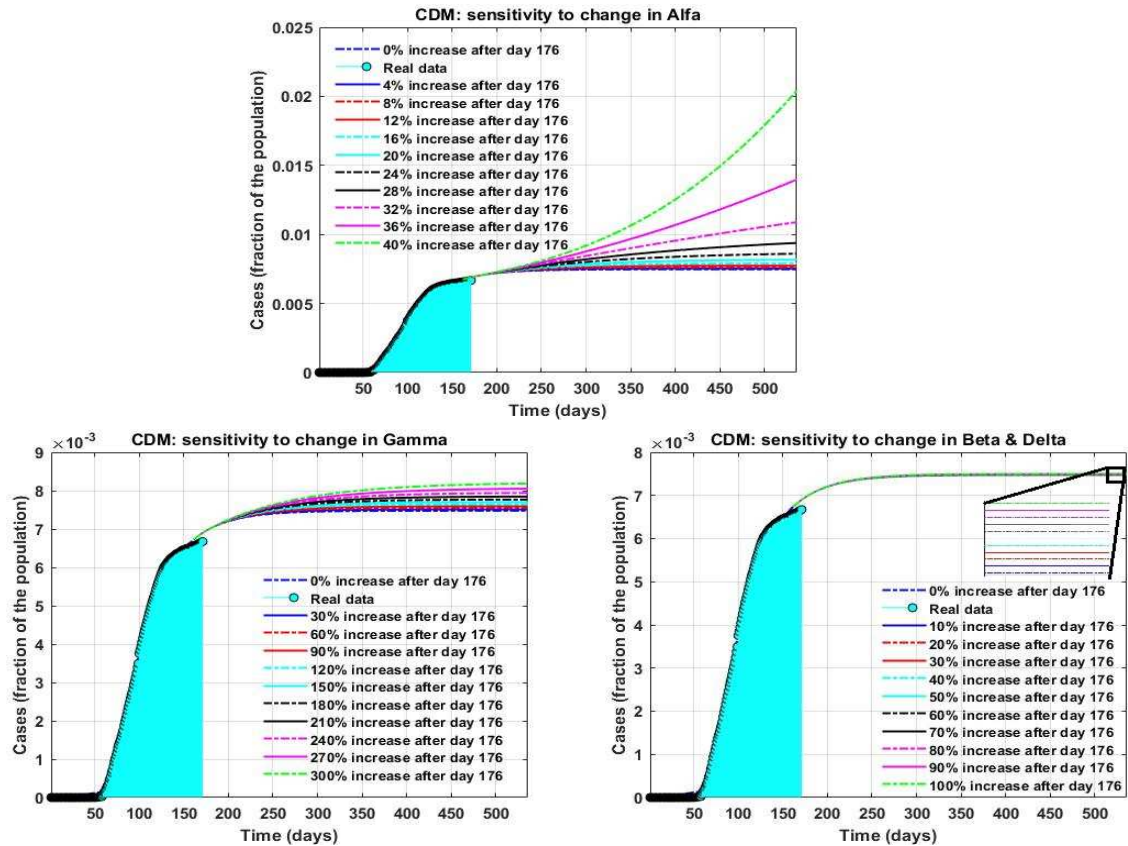 CDM: sensitivity to change in Alfa
0.025
0.02
0.015
0.01
0.005
0
Cases (fraction of the population)
0% increase after day 176
Real data
4% increase after day 176
8% increase after day 176
12% increase after day 176
16% increase after day 176
20% increase after day 176
24% increase after day 176
28% increase after day 176
32% increase after day 176
36% increase after day 176
40% increase after day 176
50 100 150 200 250 300 350 400 450 500
Time (days)
×10⁻³
CDM: sensitivity to change in Gamma
9
8
7
6
5
4
3
2
1
0
Cases (fraction of the population)
0% increase after day 176
Real data
30% increase after day 176
60% increase after day 176
90% increase after day 176
120% increase after day 176
150% increase after day 176
180% increase after day 176
210% increase after day 176
240% increase after day 176
270% increase after day 176
300% increase after day 176
50 100 150 200 250 300 350 400 450 500
Time (days)
×10⁻³
CDM: sensitivity to change in Beta & Delta
8
7
6
5
4
3
2
1
0
Cases (fraction of the population)
0% increase after day 176
Real data
10% increase after day 176
20% increase after day 176
30% increase after day 176
40% increase after day 176
50% increase after day 176
60% increase after day 176
70% increase after day 176
80% increase after day 176
90% increase after day 176
100% increase after day 176
50 100 150 200 250 300 350 400 450 500
Time (days)